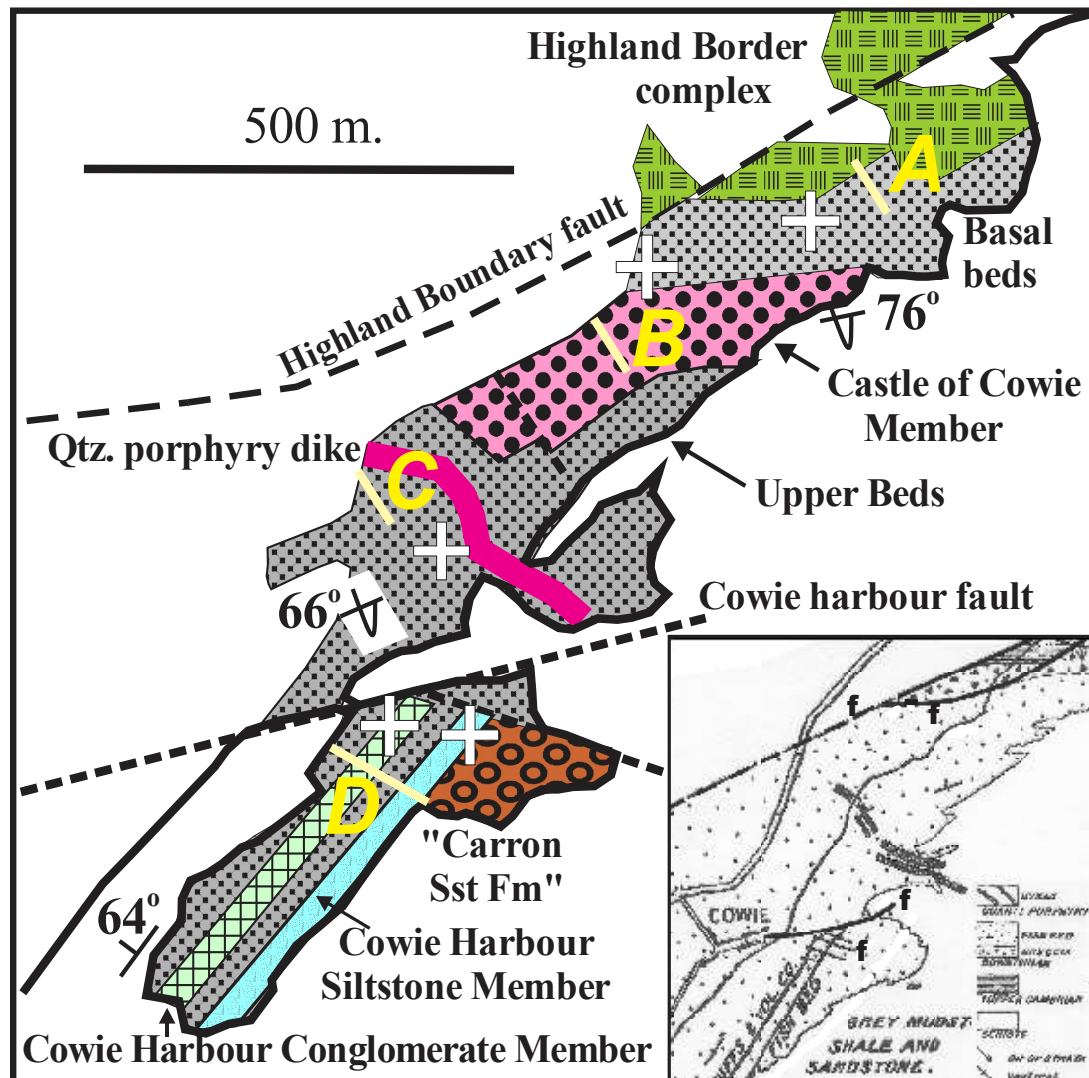 Highland Border
complex
500 m.
A
Highland Boundary fault
Basal
beds
B
76°
Castle of Cowie
Member
Qtz. porphyry dike
C
Upper Beds
66°
Cowie harbour fault
D
"Carron
Sst Fm"
64°
Cowie Harbour
Siltstone Member
Cowie Harbour Conglomerate Member
f
f
f
COWIE
f
GREY MUDST.
SHALE AND
SANDSTONE.